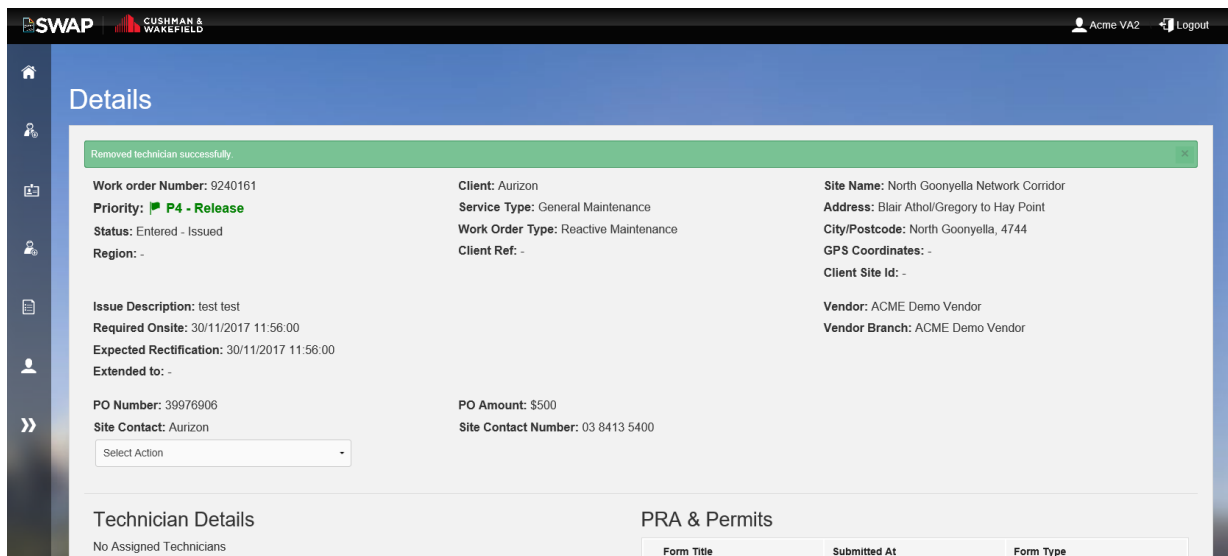 SWAP CUSHMAN & WAKEFIELD Acme VA2 Logout
Details
Removed technician successfully. ×
Work order Number: 9240161
Priority: P4 - Release
Status: Entered - Issued
Region: -
Client: Aurizon
Service Type: General Maintenance
Work Order Type: Reactive Maintenance
Client Ref: -
Site Name: North Goonyella Network Corridor
Address: Blair Athol/Gregory to Hay Point
City/Postcode: North Goonyella, 4744
GPS Coordinates: -
Client Site Id: -
Issue Description: test test
Required Onsite: 30/11/2017 11:56:00
Expected Rectification: 30/11/2017 11:56:00
Extended to: -
Vendor: ACME Demo Vendor
Vendor Branch: ACME Demo Vendor
PO Number: 39976906
Site Contact: Aurizon
PO Amount: $500
Site Contact Number: 03 8413 5400
Select Action
Technician Details
No Assigned Technicians
PRA & Permits
Form Title Submitted At Form Type